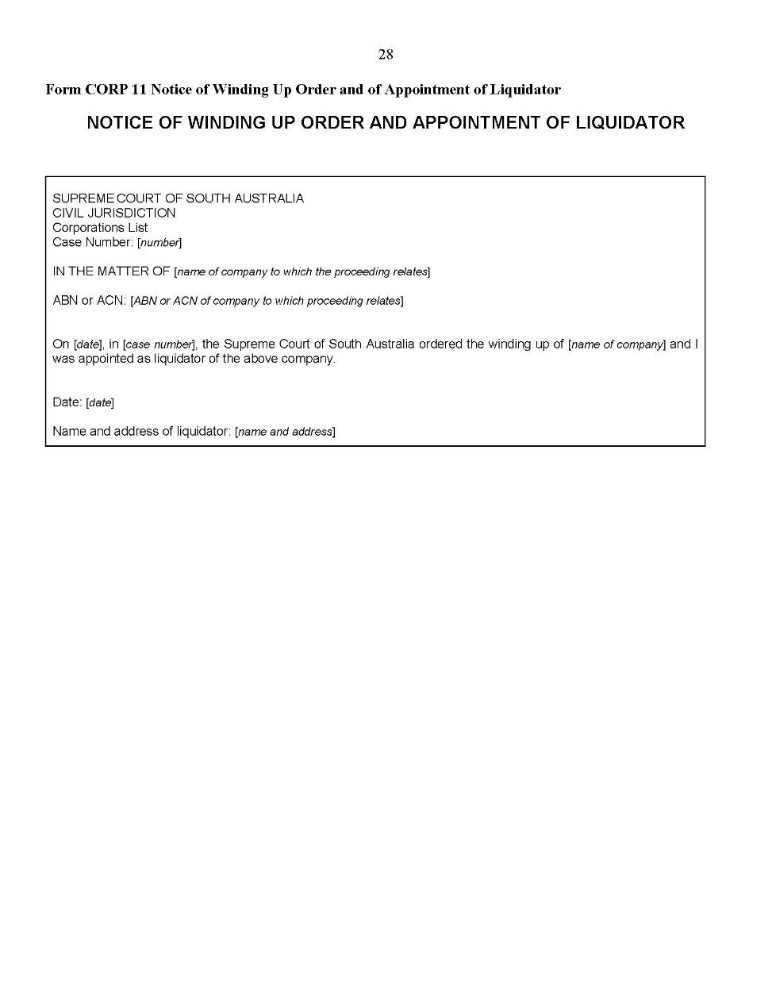 28
Form CORP 11 Notice of Winding Up Order and of Appointment of Liquidator
NOTICE OF WINDING UP ORDER AND APPOINTMENT OF LIQUIDATOR
SUPREME COURT OF SOUTH AUSTRALIA
CIVIL JURISDICTION
Corporations List
Case Number: [number]
IN THE MATTER OF [name of company to which the proceeding relates]
ABN or ACN: [ABN or ACN of company to which proceeding relates]
On [date], in [case number], the Supreme Court of South Australia ordered the winding up of [name of company] and I
was appointed as liquidator of the above company.
Date: [date]
Name and address of liquidator: [name and address]